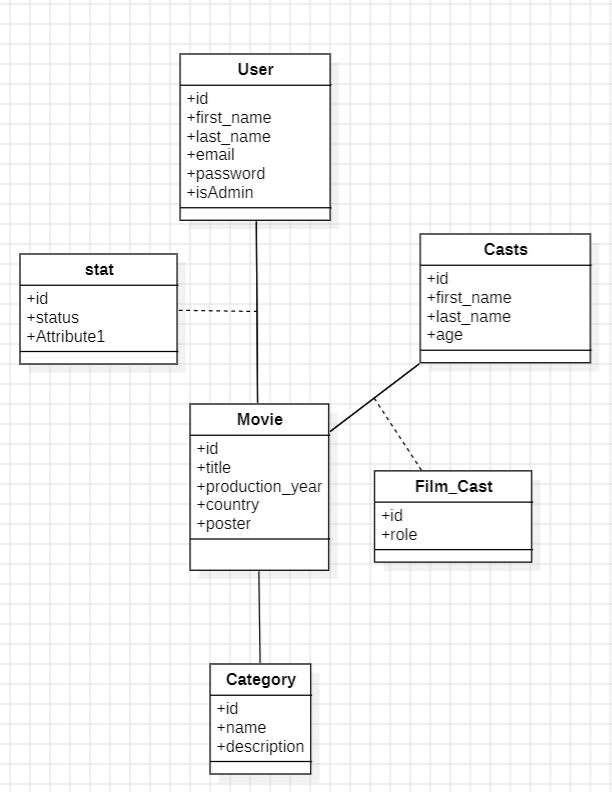 User
+id
+first_name
+last_name
+email
+password
+isAdmin
stat
+id
+status
+Attribute1
Casts
+id
+first_name
+last_name
+age
Movie
+id
+title
+production_year
+country
+poster
Film_Cast
+id
+role
Category
+id
+name
+description